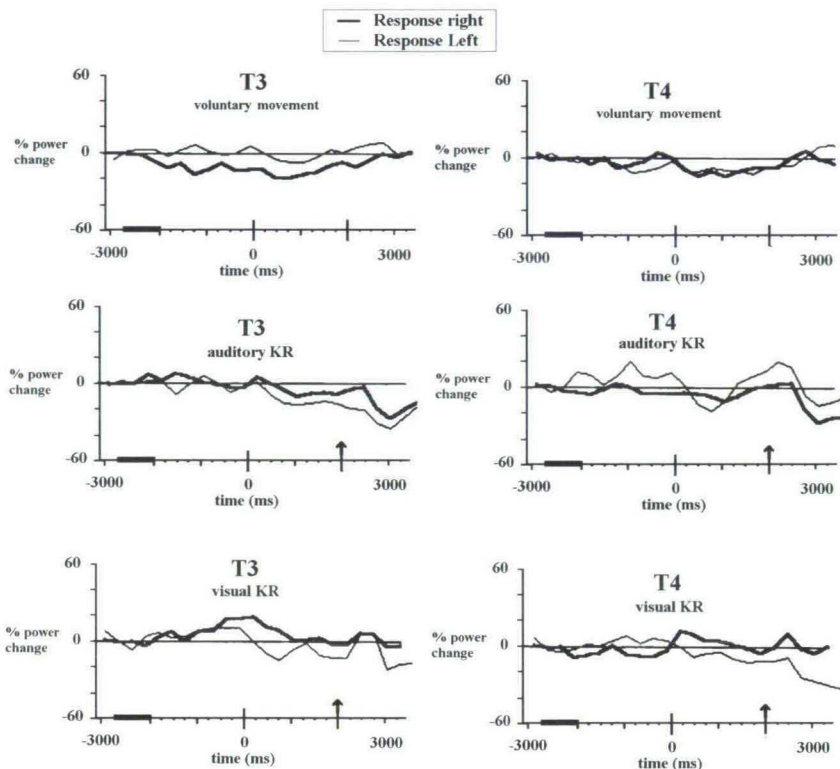 Response right
Response Left
60
T3
voluntary movement
% power
change
0
-60
-3000
0
3000
time (ms)
60
T4
voluntary movement
% power
change
0
-60
-3000
0
3000
time (ms)
60
T3
auditory KR
% power
change
0
-60
-3000
0
3000
time (ms)
60
T4
auditory KR
% power
change
0
-60
-3000
0
3000
time (ms)
60
T3
visual KR
% power
change
0
-60
-3000
0
3000
time (ms)
60
T4
visual KR
% power
change
0
-60
-3000
0
3000
time (ms)